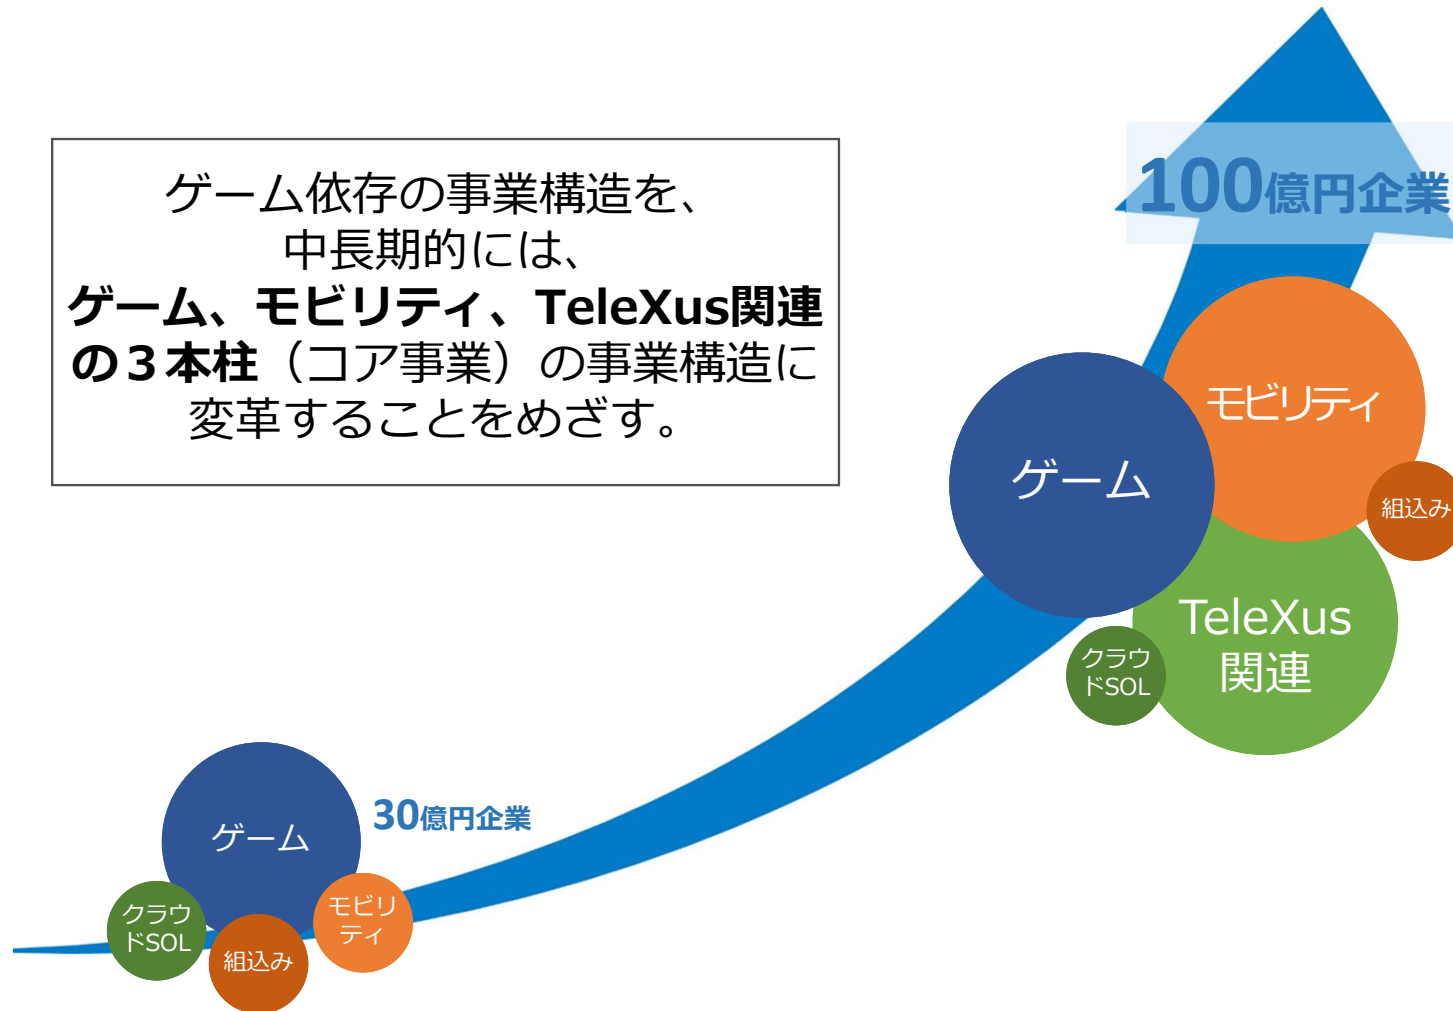 ゲーム依存の事業構造を、
中長期的には、
ゲーム、モビリティ、TeleXus関連
の３本柱（コア事業）の事業構造に
変革することをめざす。
100億円企業
モビリティ
ゲーム
組込み
TeleXus
関連
クラウ
ドSOL
30億円企業
ゲーム
クラウ
ドSOL
組込み
モビリ
ティ